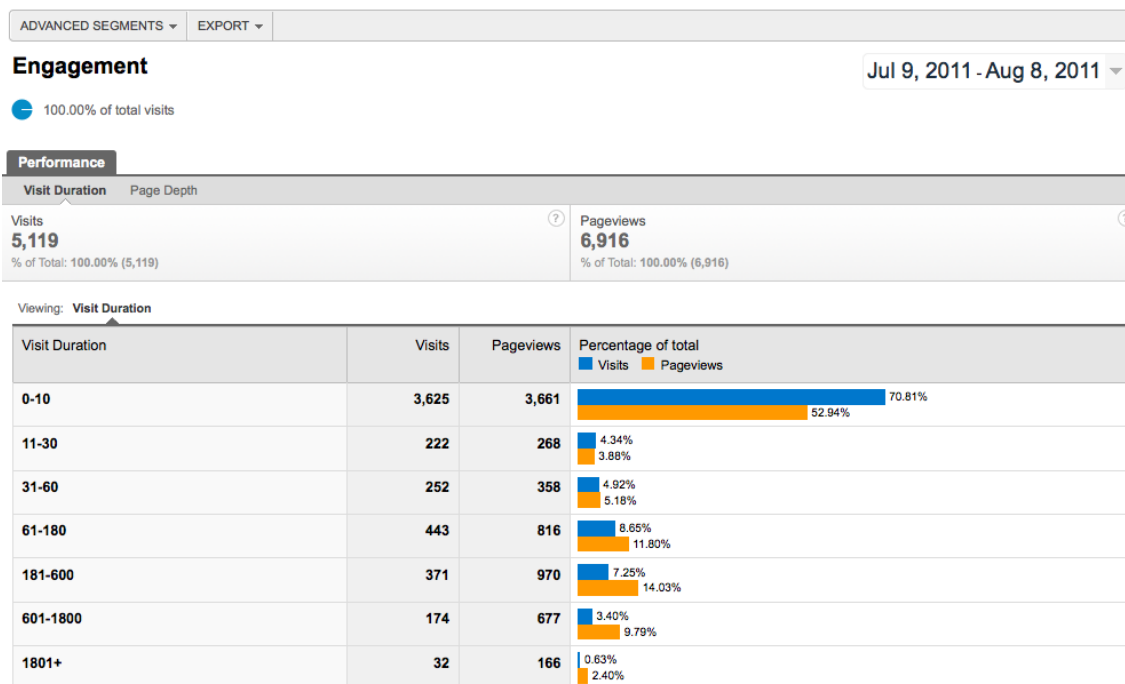 ADVANCED SEGMENTS EXPORT
Engagement
Jul 9, 2011 - Aug 8, 2011
100.00% of total visits
Performance
Visit Duration Page Depth
Visits ? Pageviews ?
5,119 6,916
% of Total: 100.00% (5,119) % of Total: 100.00% (6,916)
Viewing: Visit Duration
Visit Duration Visits Pageviews Percentage of total
Visits Pageviews
0-10 3,625 3,661 70.81%
52.94%
11-30 222 268 4.34%
3.88%
31-60 252 358 4.92%
5.18%
61-180 443 816 8.65%
11.80%
181-600 371 970 7.25%
14.03%
601-1800 174 677 3.40%
9.79%
1801+ 32 166 0.63%
2.40%